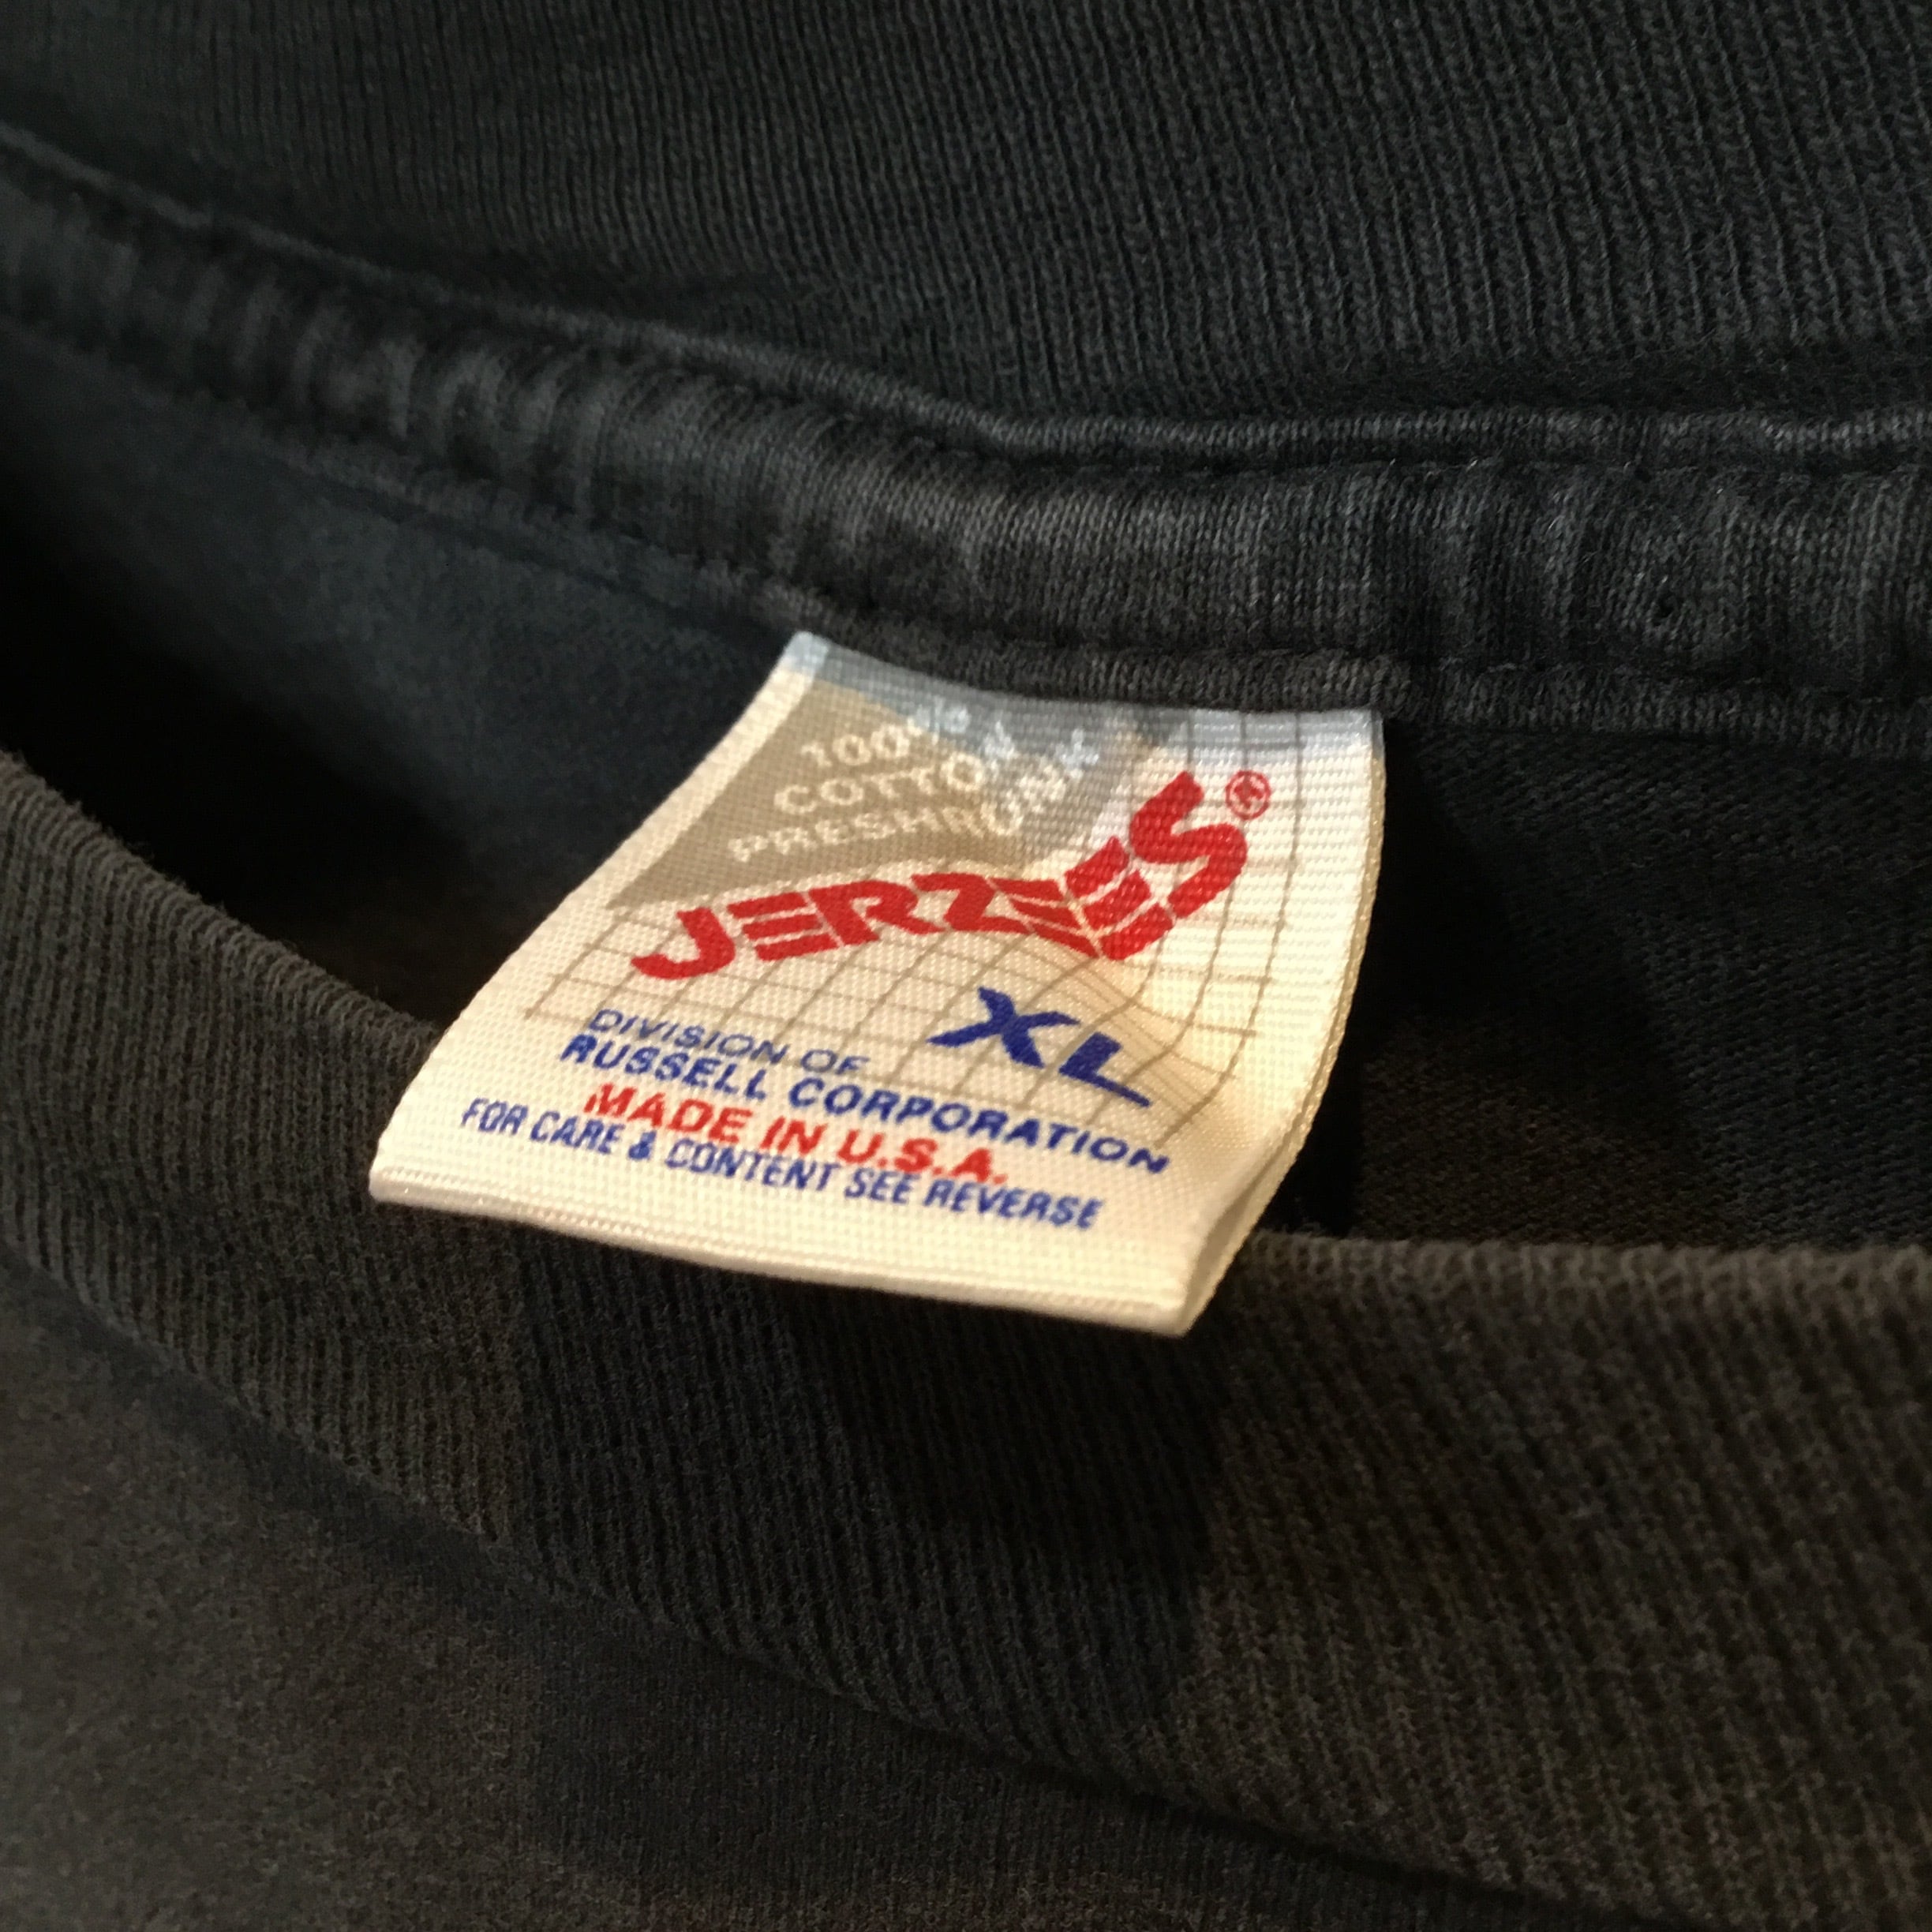 100%
COTTON
PRESHRUNK
JERZEES®
XL
DIVISION OF
RUSSELL CORPORATION
MADE IN U.S.A.
FOR CARE & CONTENT SEE REVERSE